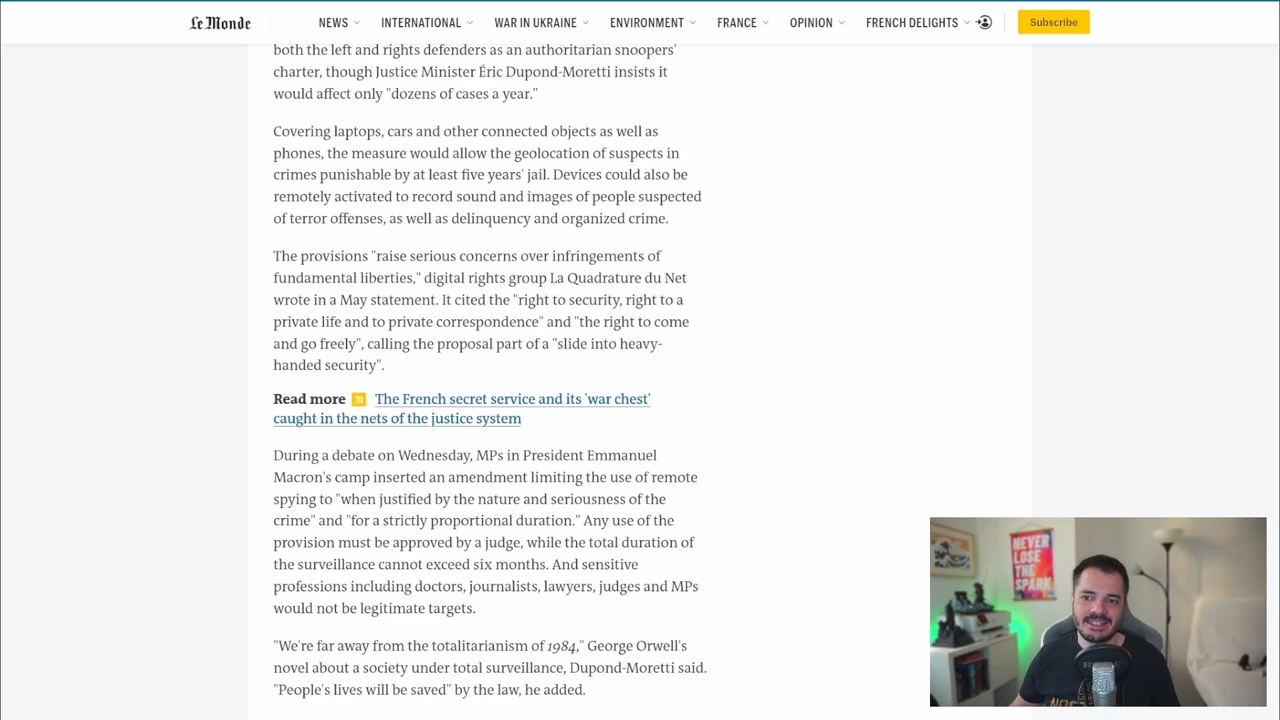 Le Monde
NEWS
INTERNATIONAL
WAR IN UKRAINE
ENVIRONMENT
FRANCE
OPINION
FRENCH DELIGHTS
Subscribe
both the left and rights defenders as an authoritarian snoopers'
charter, though Justice Minister Éric Dupond-Moretti insists it
would affect only "dozens of cases a year."
Covering laptops, cars and other connected objects as well as
phones, the measure would allow the geolocation of suspects in
crimes punishable by at least five years' jail. Devices could also be
remotely activated to record sound and images of people suspected
of terror offenses, as well as delinquency and organized crime.
The provisions "raise serious concerns over infringements of
fundamental liberties," digital rights group La Quadrature du Net
wrote in a May statement. It cited the "right to security, right to a
private life and to private correspondence" and "the right to come
and go freely", calling the proposal part of a "slide into heavy-
handed security".
Read more The French secret service and its 'war chest'
caught in the nets of the justice system
During a debate on Wednesday, MPs in President Emmanuel
Macron's camp inserted an amendment limiting the use of remote
spying to "when justified by the nature and seriousness of the
crime" and "for a strictly proportional duration." Any use of the
provision must be approved by a judge, while the total duration of
the surveillance cannot exceed six months. And sensitive
professions including doctors, journalists, lawyers, judges and MPs
would not be legitimate targets.
"We're far away from the totalitarianism of 1984," George Orwell's
novel about a society under total surveillance, Dupond-Moretti said.
"People's lives will be saved" by the law, he added.
NEVER
LOSE
THE
SPARK